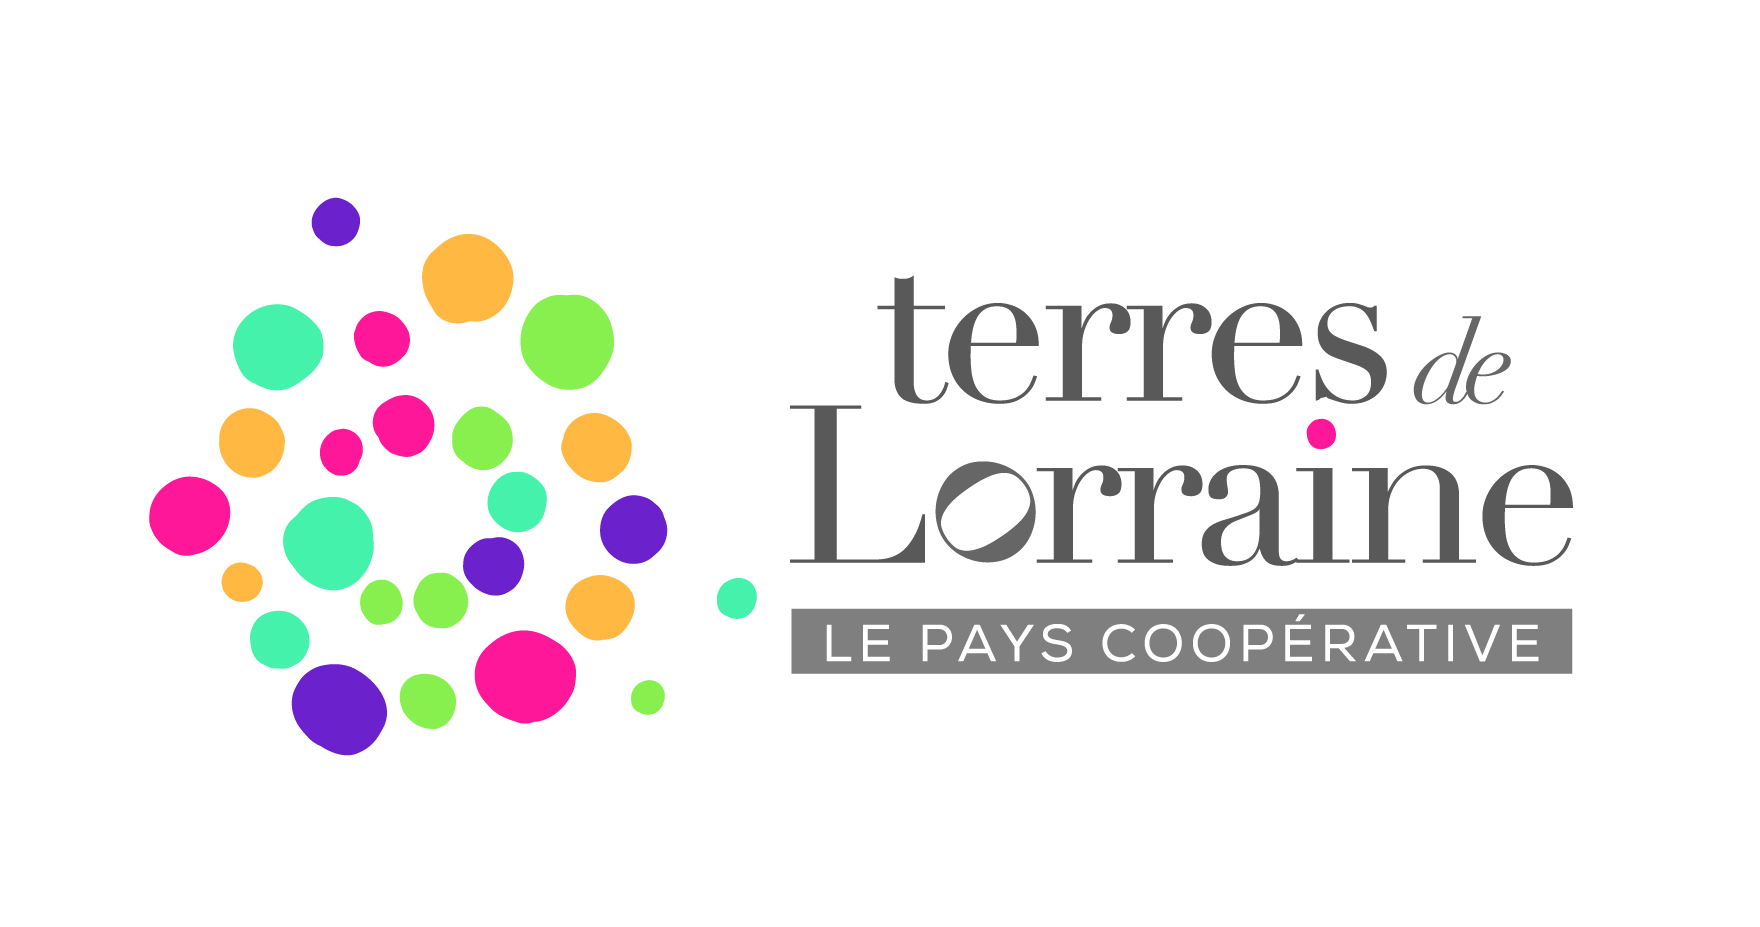 terres de
Lorraine
LE PAYS COOPÉRATIVE